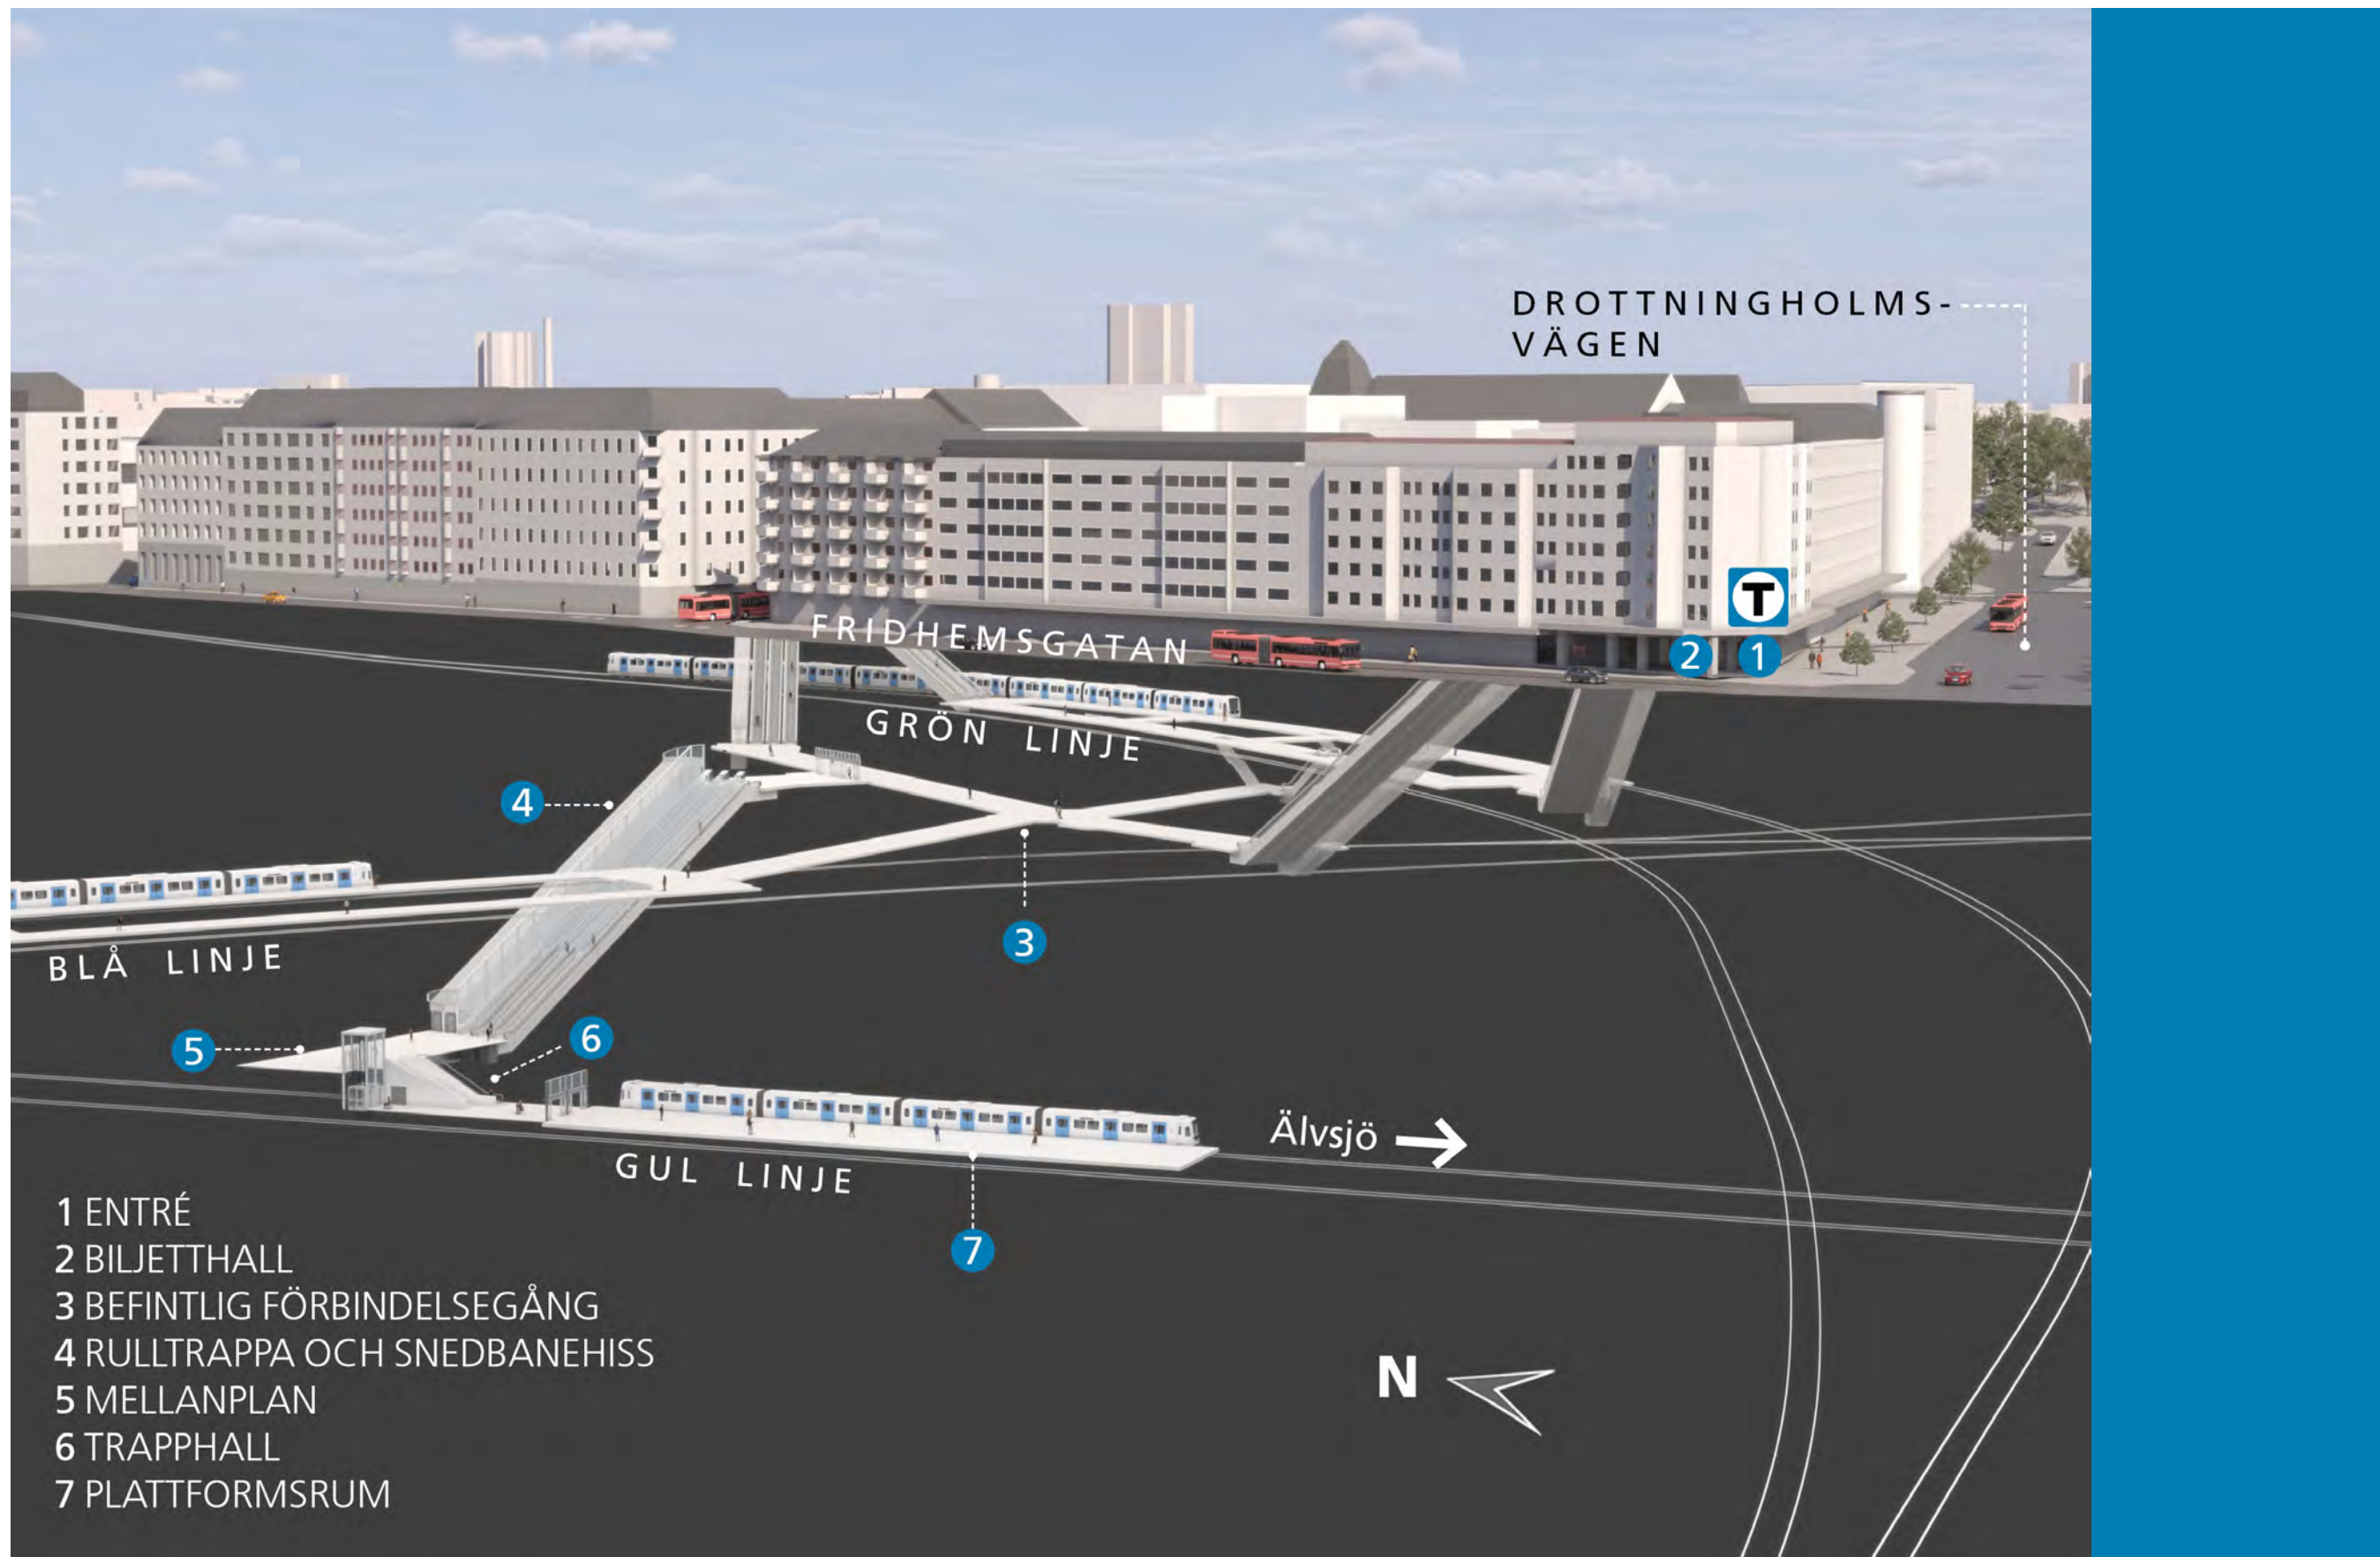 DROTTNINGHOLMS-
VÄGEN
T
2 1
FRIDHEMSGATAN
GRÖN LINJE
4
3
BLÅ LINJE
5
6
Älvsjö
GUL LINJE
7
1 ENTRÉ
2 BILJETTHALL
3 BEFINTLIG FÖRBINDELSEGÅNG
4 RULLTRAPPA OCH SNEDBANEHISS
5 MELLANPLAN
6 TRAPPHALL
7 PLATTFORMSRUM
N